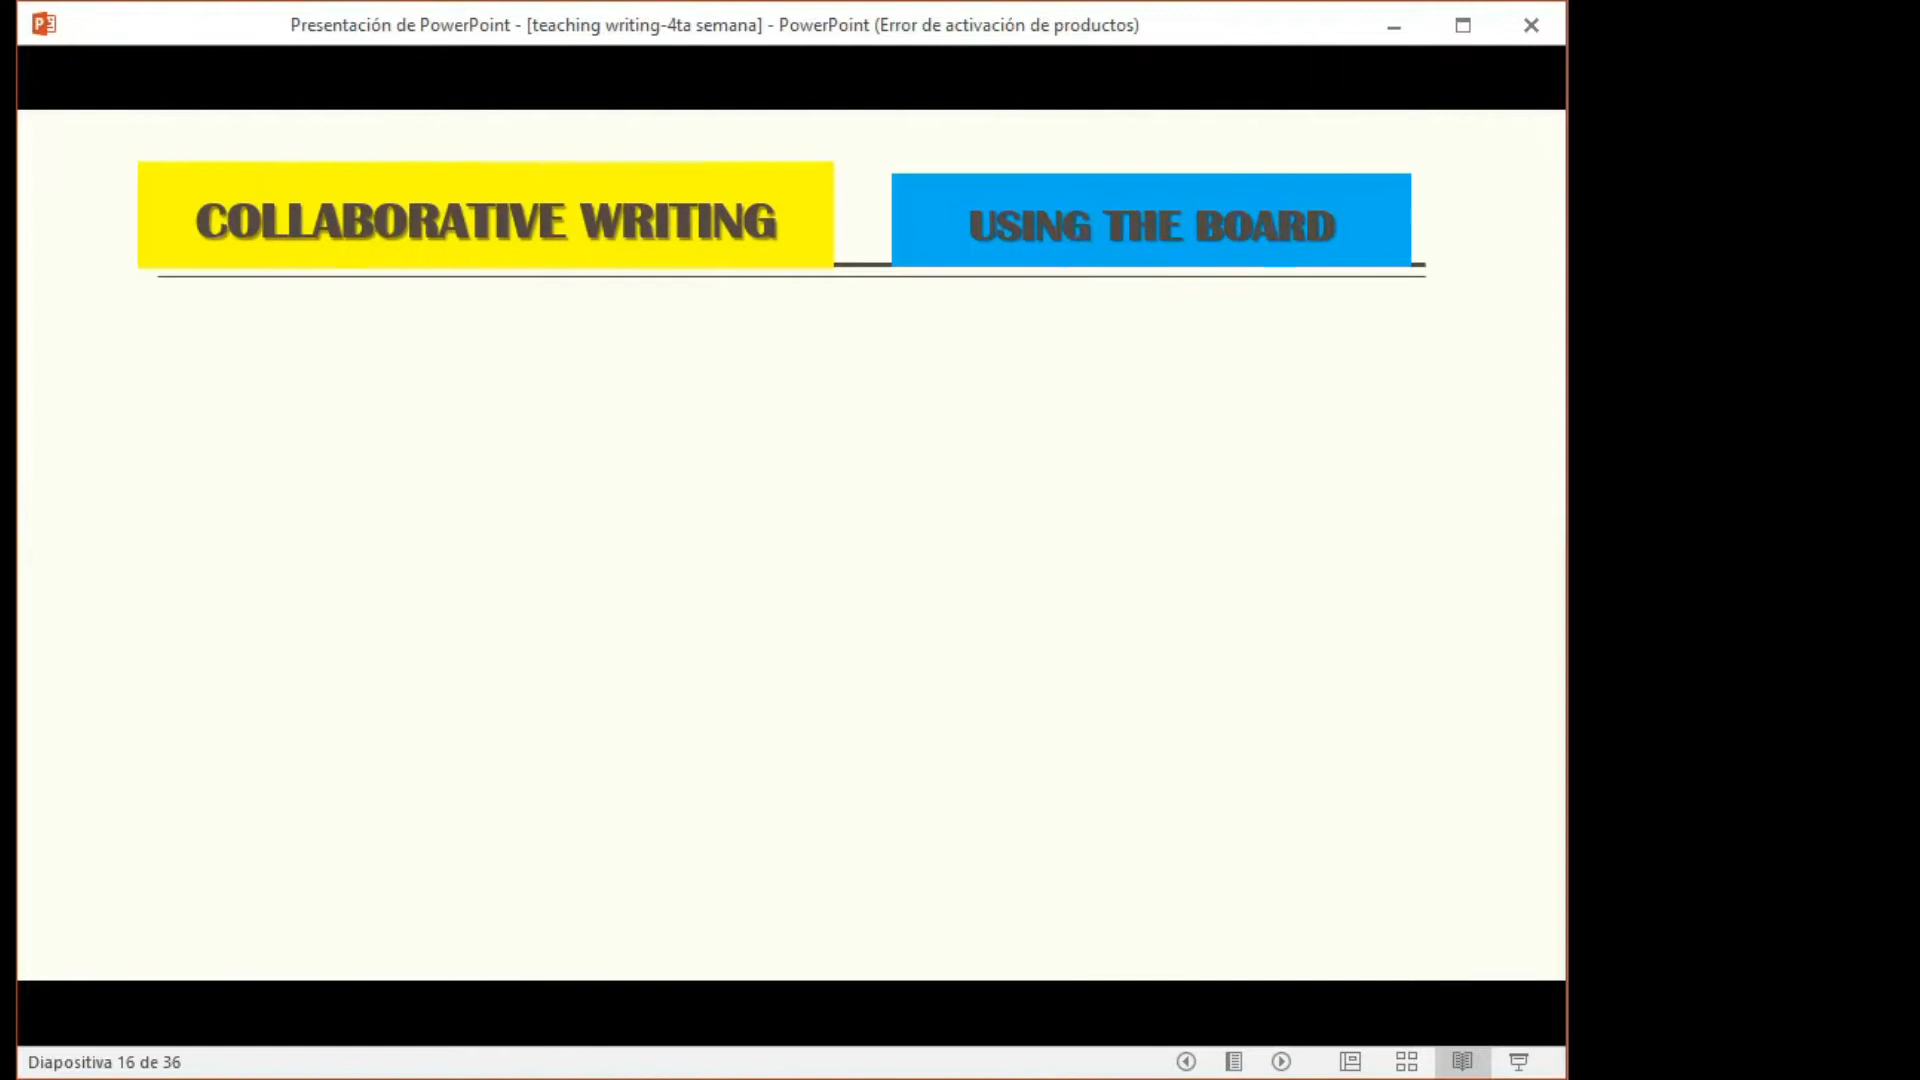 Presentación de PowerPoint - [teaching writing-4ta semana] - PowerPoint (Error de activación de productos)
COLLABORATIVE WRITING
USING THE BOARD
Diapositiva 16 de 36